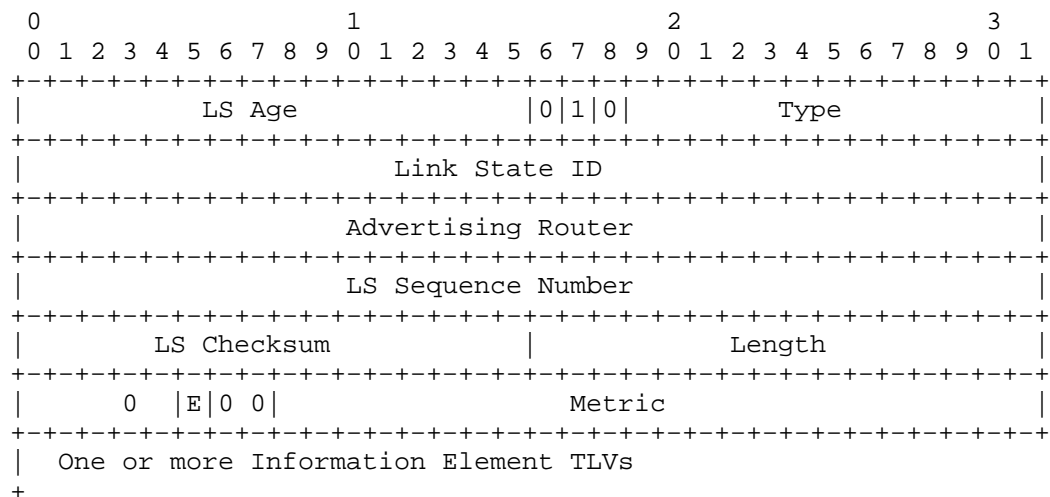 0                   1                   2                   3
 0 1 2 3 4 5 6 7 8 9 0 1 2 3 4 5 6 7 8 9 0 1 2 3 4 5 6 7 8 9 0 1
+-+-+-+-+-+-+-+-+-+-+-+-+-+-+-+-+-+-+-+-+-+-+-+-+-+-+-+-+-+-+-+-+
|           LS Age              |0|1|0|         Type            |
+-+-+-+-+-+-+-+-+-+-+-+-+-+-+-+-+-+-+-+-+-+-+-+-+-+-+-+-+-+-+-+-+
|                       Link State ID                           |
+-+-+-+-+-+-+-+-+-+-+-+-+-+-+-+-+-+-+-+-+-+-+-+-+-+-+-+-+-+-+-+-+
|                    Advertising Router                         |
+-+-+-+-+-+-+-+-+-+-+-+-+-+-+-+-+-+-+-+-+-+-+-+-+-+-+-+-+-+-+-+-+
|                    LS Sequence Number                         |
+-+-+-+-+-+-+-+-+-+-+-+-+-+-+-+-+-+-+-+-+-+-+-+-+-+-+-+-+-+-+-+-+
|        LS Checksum            |            Length             |
+-+-+-+-+-+-+-+-+-+-+-+-+-+-+-+-+-+-+-+-+-+-+-+-+-+-+-+-+-+-+-+-+
|      0  |E|0 0|                  Metric                       |
+-+-+-+-+-+-+-+-+-+-+-+-+-+-+-+-+-+-+-+-+-+-+-+-+-+-+-+-+-+-+-+-+
|  One or more Information Element TLVs
+